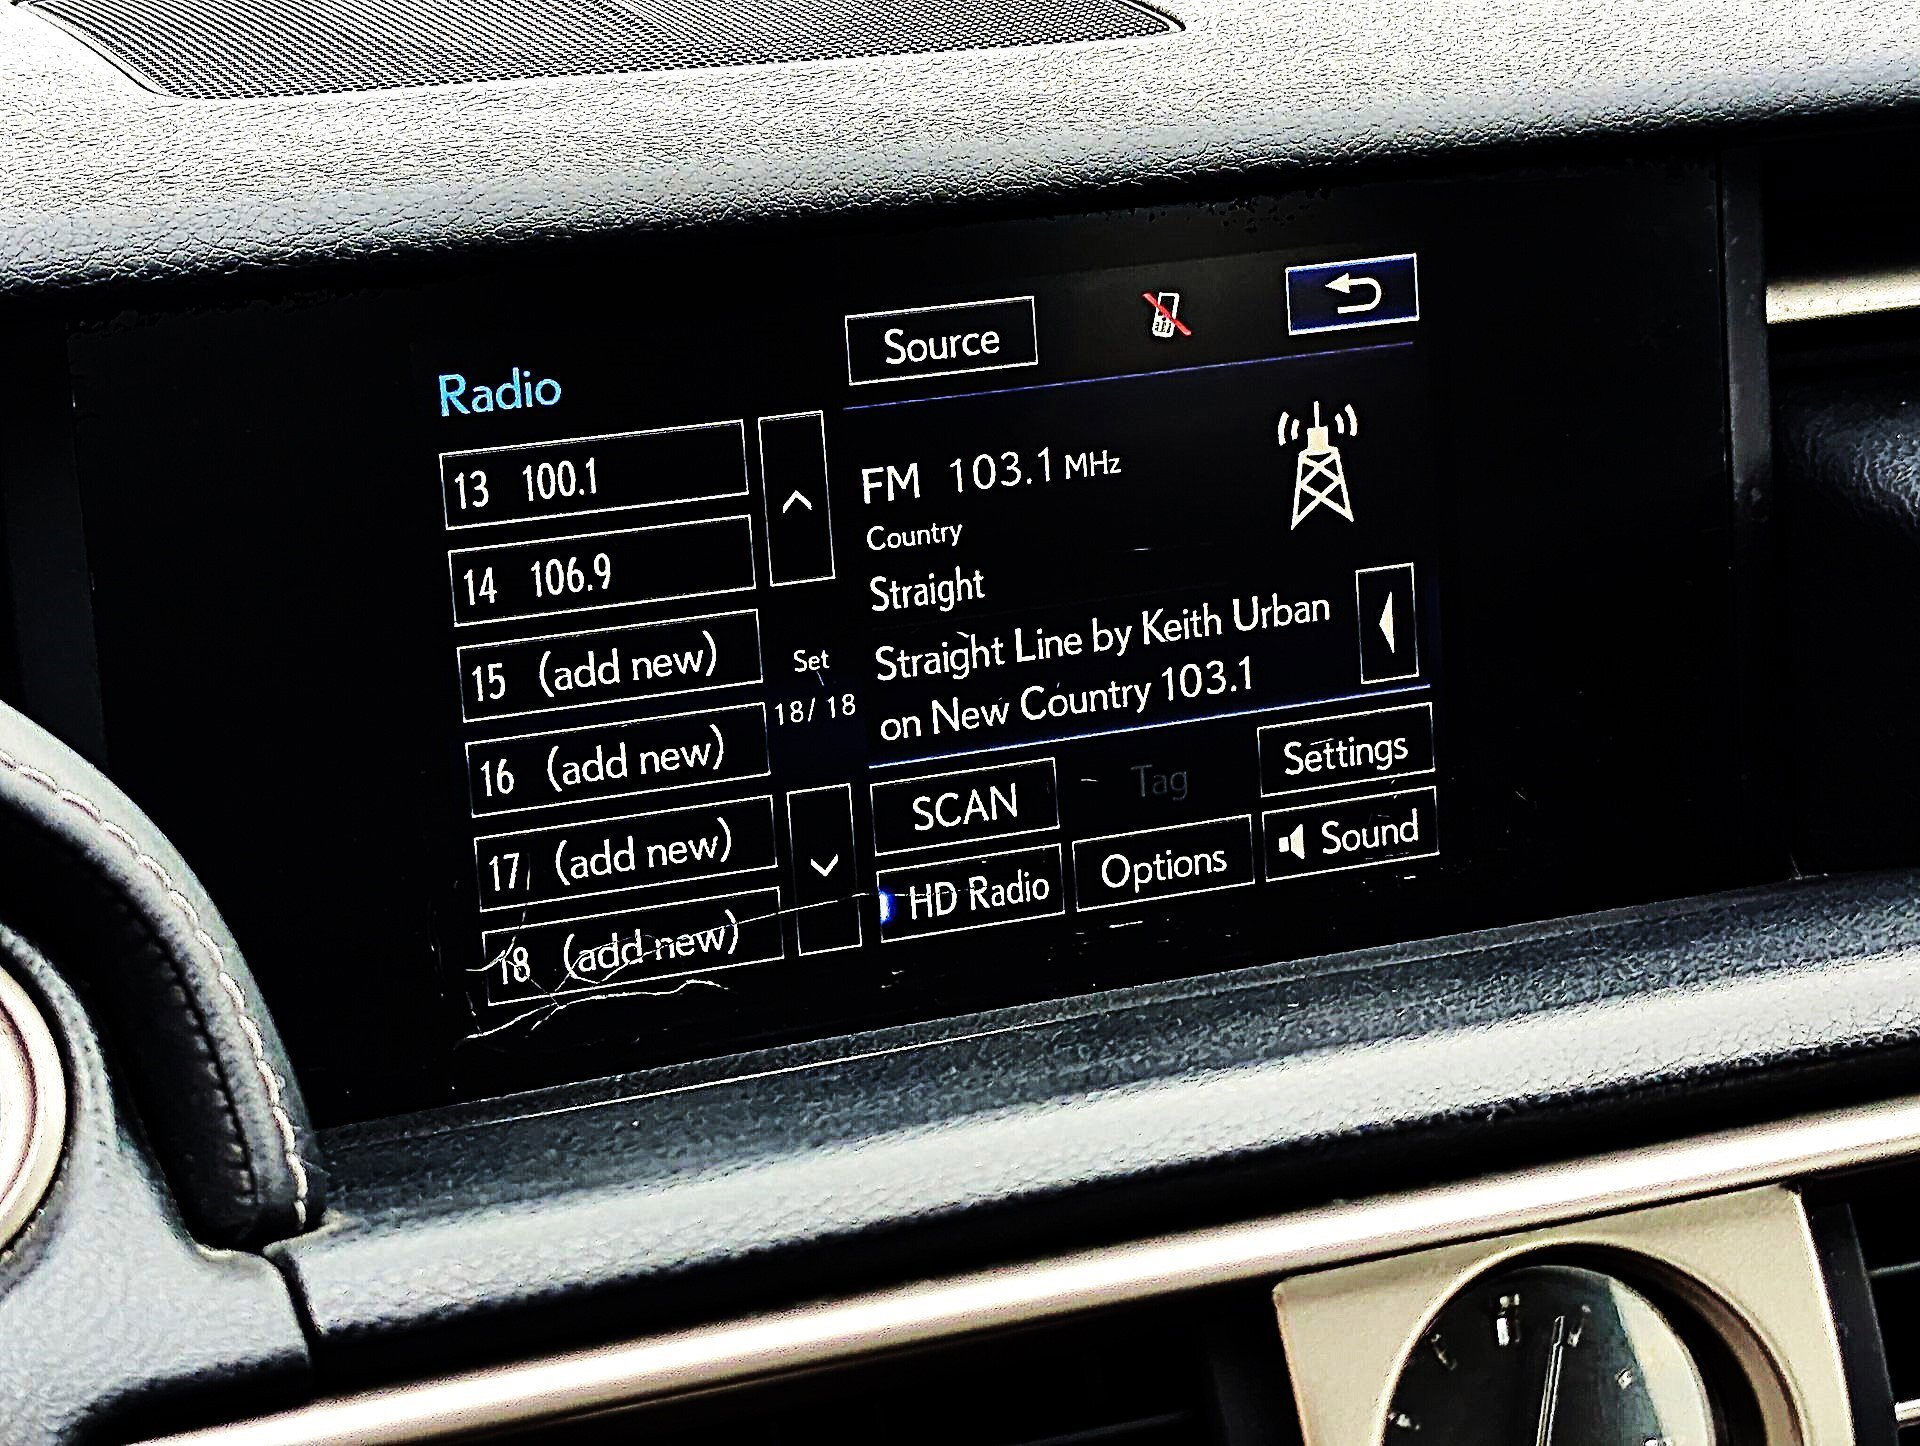 Source
Radio
13 100.1
14 106.9
15 (add new)
16 (add new)
17 (add new)
18 (add new)
Set
18/ 18
FM 103.1 MHz
Country
Straight
Straight Line by Keith Urban
on New Country 103.1
SCAN
Tag
Settings
HD Radio
Options
Sound